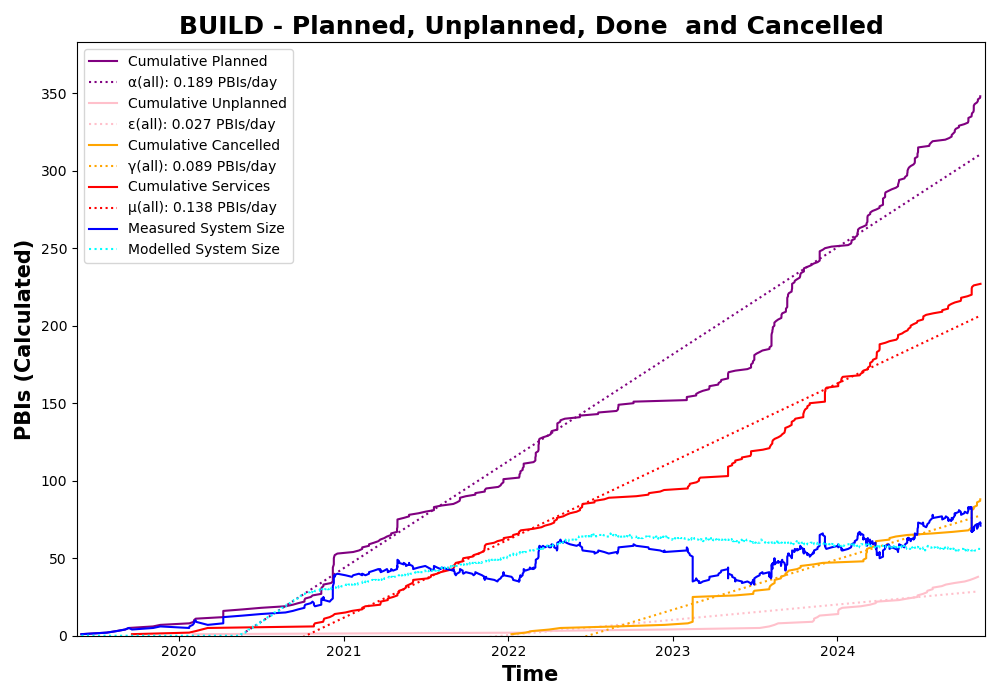 BUILD - Planned, Unplanned, Done  and Cancelled
PBIs (Calculated)
350
300
250
200
150
100
50
0
Cumulative Planned
α(all): 0.189 PBIs/day
Cumulative Unplanned
ε(all): 0.027 PBIs/day
Cumulative Cancelled
γ(all): 0.089 PBIs/day
Cumulative Services
μ(all): 0.138 PBIs/day
Measured System Size
Modelled System Size
2020 2021 2022 2023 2024
Time